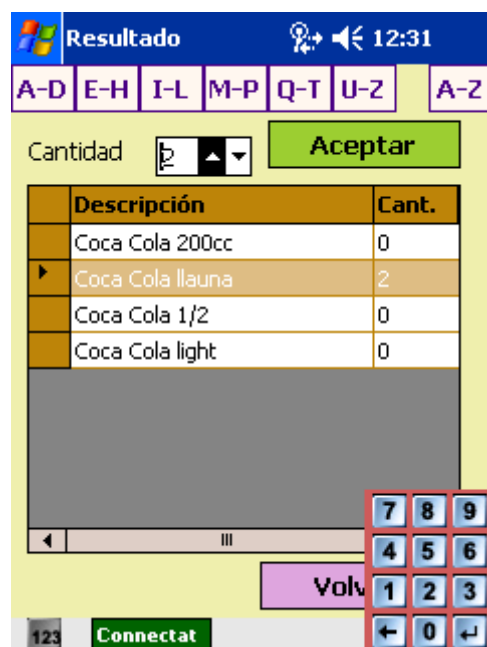 Resultado 12:31
A-D E-H I-L M-P Q-T U-Z A-Z
Cantidad 2 Aceptar
Descripción Cant.
Coca Cola 200cc 0
Coca Cola llauna 2
Coca Cola 1/2 0
Coca Cola light 0
7 8 9
4 5 6
Volv 1 2 3
123 Connectat ← 0 ↵